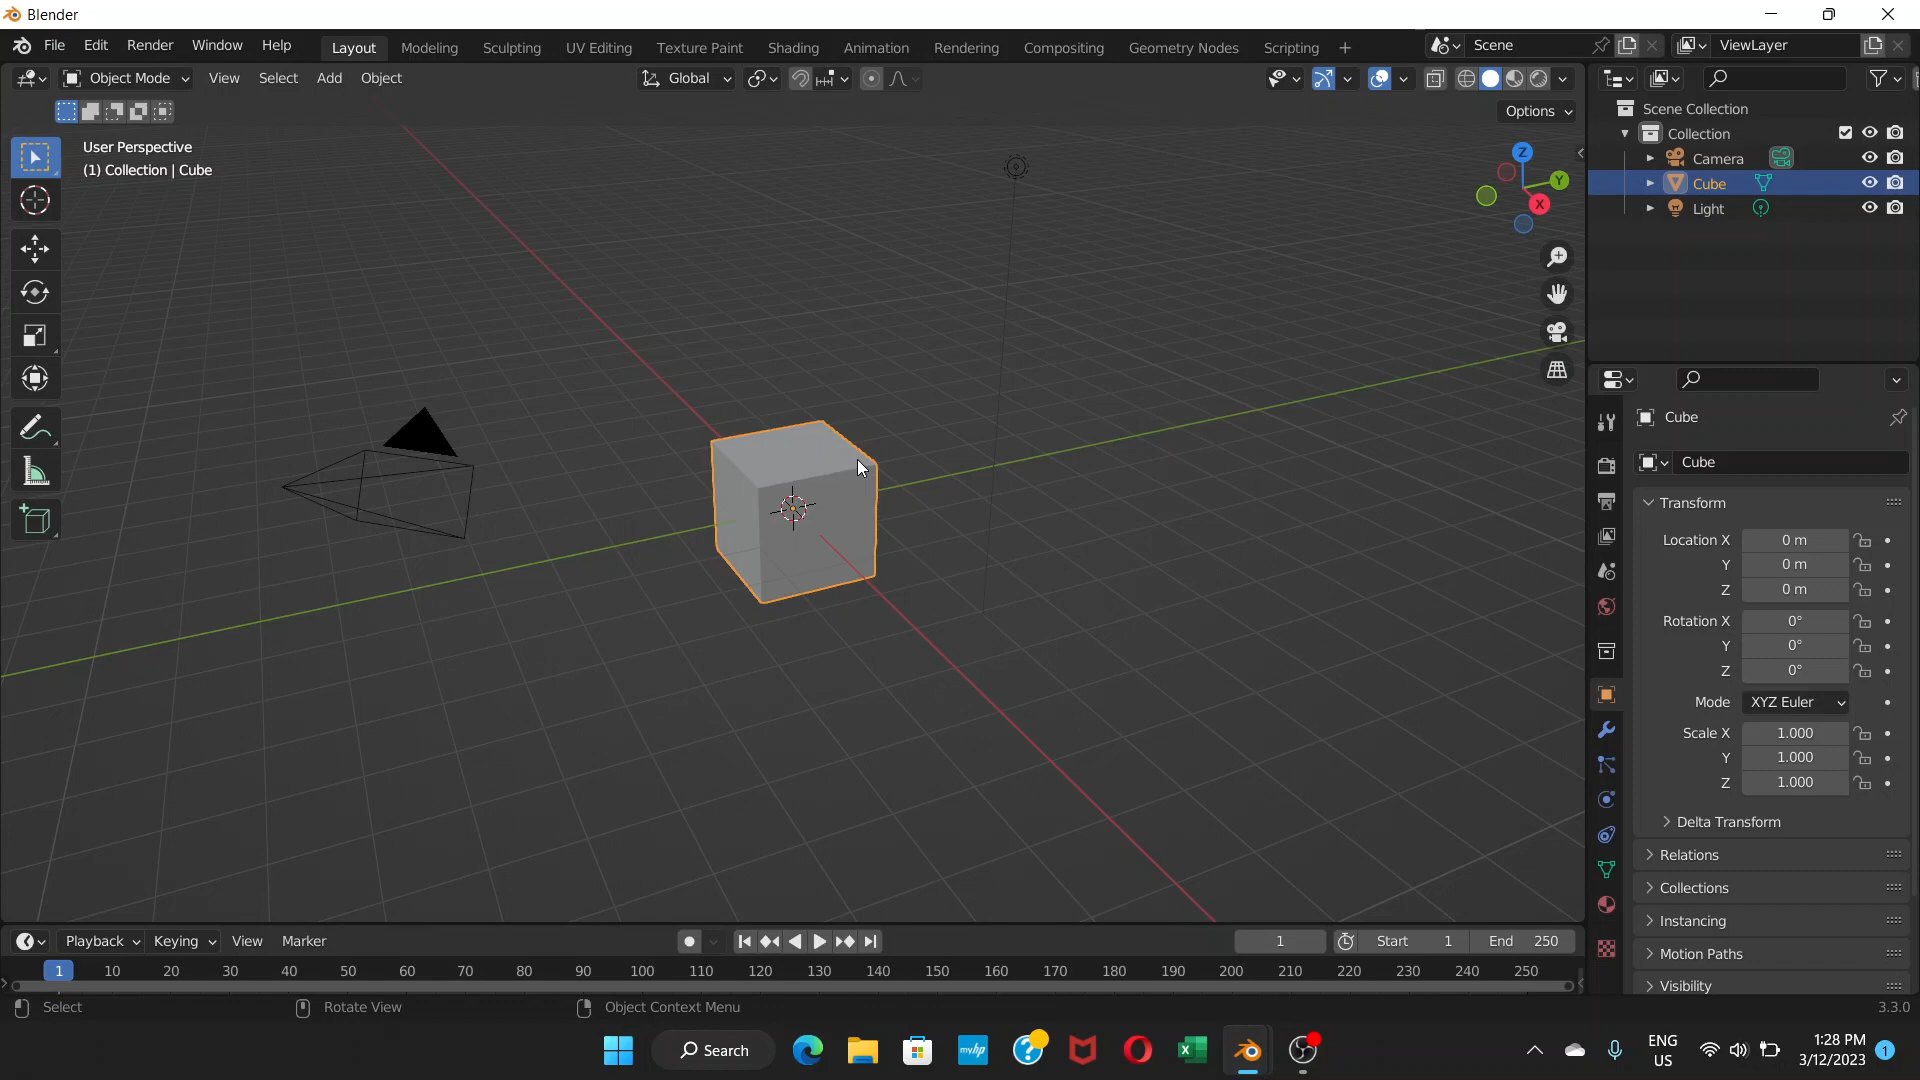 Blender
File Edit Render Window Help Layout Modeling Sculpting UV Editing Texture Paint Shading Animation Rendering Compositing Geometry Nodes Scripting + Scene ViewLayer
Object Mode View Select Add Object Global
Options
User Perspective
(1) Collection | Cube
Z
Y
X
Scene Collection
Collection
Camera
Cube
Light
Cube
Cube
Transform
Location X 0 m
Y 0 m
Z 0 m
Rotation X 0°
Y 0°
Z 0°
Mode XYZ Euler
Scale X 1.000
Y 1.000
Z 1.000
Delta Transform
Relations
Collections
Instancing
Motion Paths
Visibility
Playback Keying View Marker 1 Start 1 End 250
1 10 20 30 40 50 60 70 80 90 100 110 120 130 140 150 160 170 180 190 200 210 220 230 240 250
Select Rotate View Object Context Menu 3.3.0
Search myhp ENG US 1:28 PM 3/12/2023 1